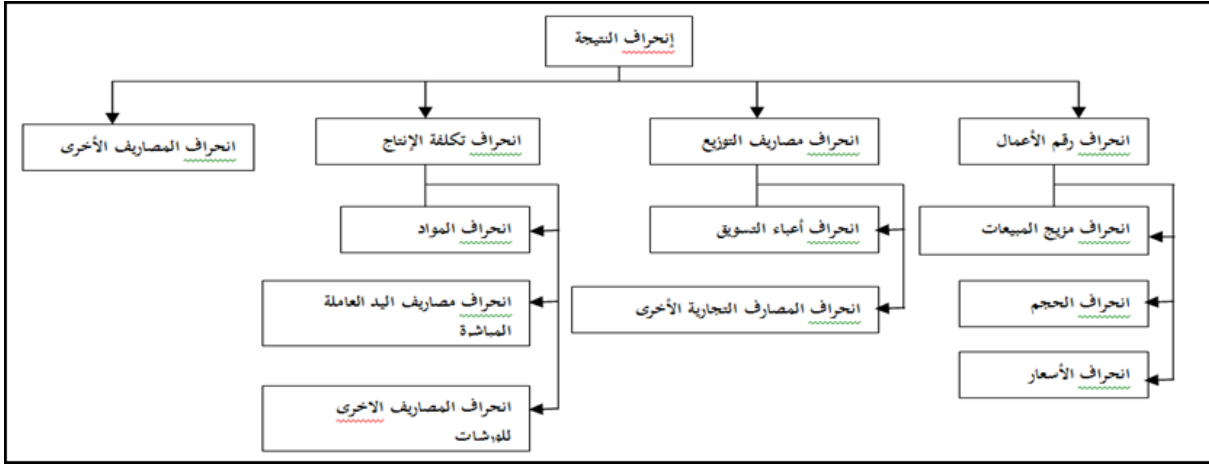 إنحراف النتيجة
انحراف رقم الأعمال
انحراف مصاريف التوزيع
انحراف تكلفة الإنتاج
انحراف المصاريف الأخرى
انحراف مزيج المبيعات
انحراف أعباء التسويق
انحراف المواد
انحراف الحجم
انحراف المصارف التجارية الأخرى
انحراف مصاريف اليد العاملة
المباشرة
انحراف الأسعار
انحراف المصاريف الاخرى
للورشات